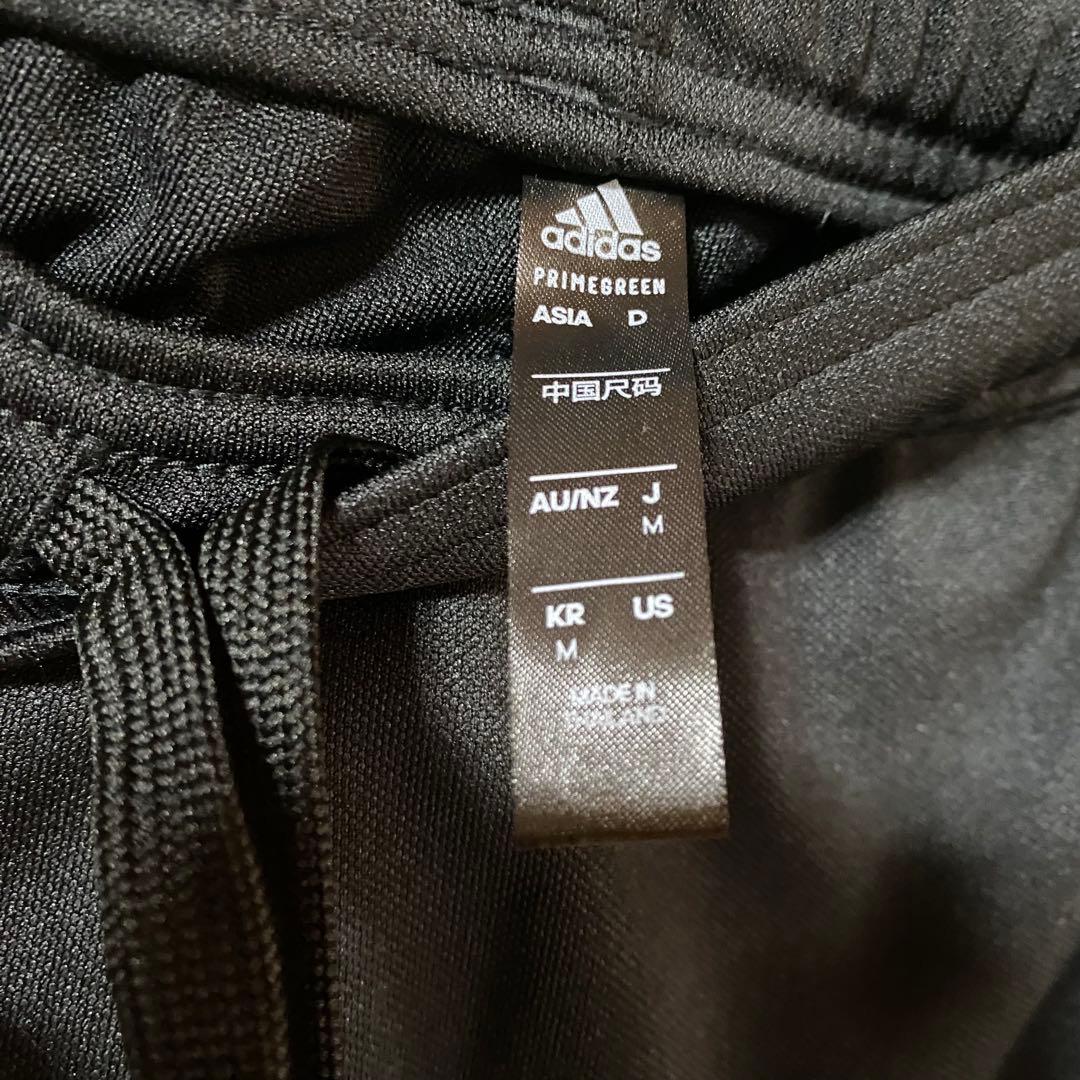 adidas
PRIMEGREEN
ASIA D
中国尺码
AU/NZ J
M
KR US
M
MADE IN
THAILAND